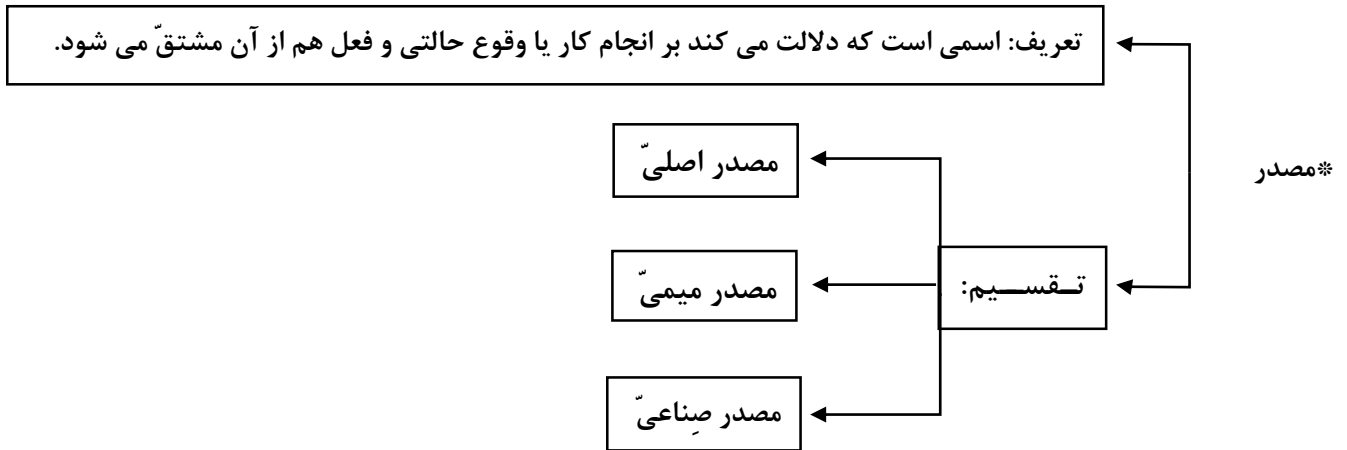 تعریف: اسمی است که دلالت می کند بر انجام کار یا وقوع حالتی و فعل هم از آن مشتقّ می شود.
*مصدر
تـقسـیم:
مصدر اصلیّ
مصدر میمیّ
مصدر صِناعیّ